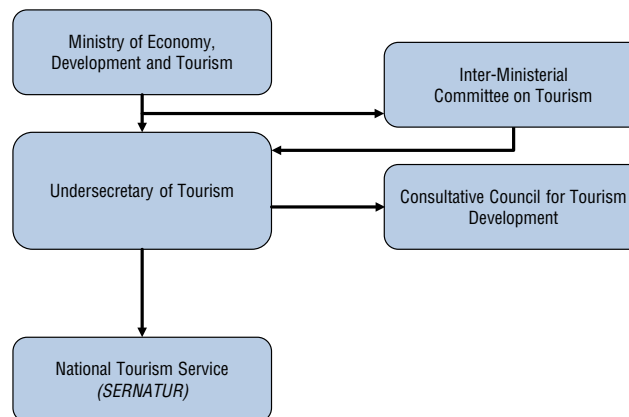 Ministry of Economy,
Development and Tourism
Inter-Ministerial
Committee on Tourism
Undersecretary of Tourism
Consultative Council for Tourism
Development
National Tourism Service
(SERNATUR)